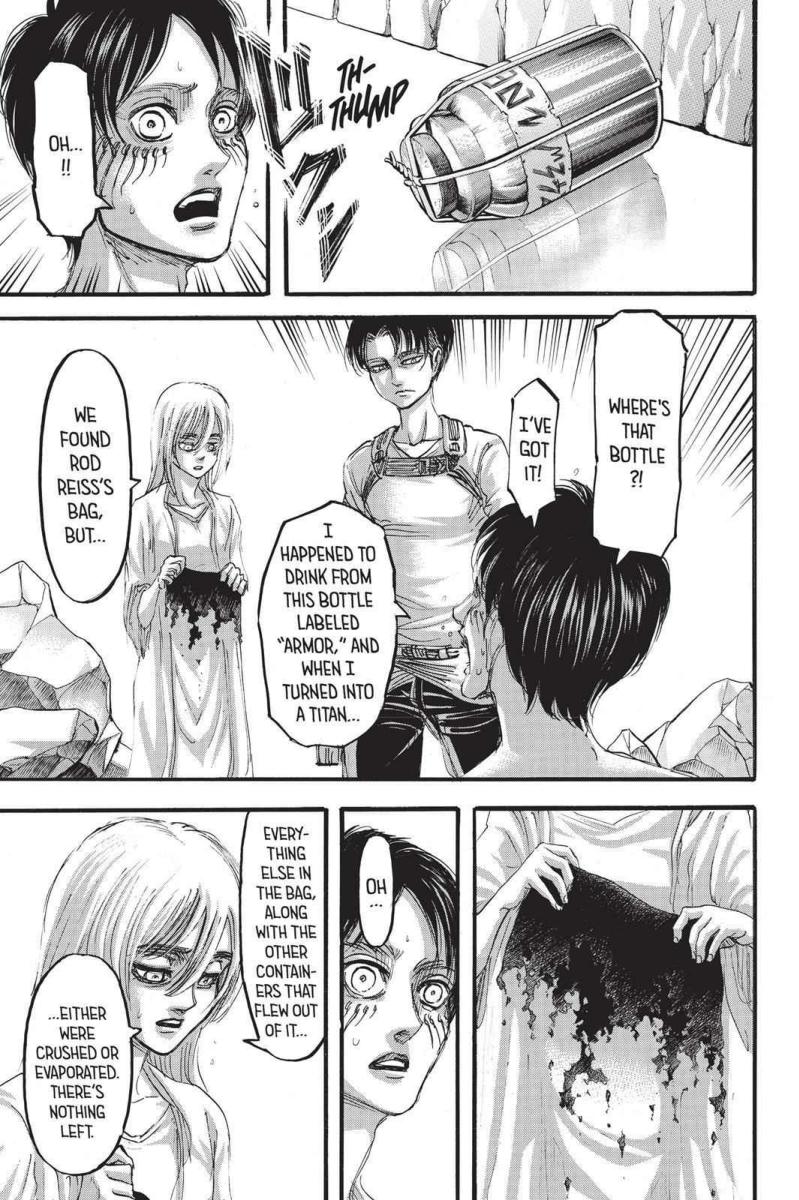 TH-
THUMP
OH...
!!
WHERE'S
THAT
BOTTLE
?!
I'VE
GOT
IT!
I
HAPPENED TO
DRINK FROM
THIS BOTTLE
LABELED
"ARMOR," AND
WHEN I
TURNED INTO
A TITAN...
WE
FOUND
ROD
REISS'S
BAG,
BUT...
OH
...
EVERY-
THING
ELSE IN
THE BAG,
ALONG
WITH THE
OTHER
CONTAIN-
ERS THAT
FLEW OUT
OF IT...
...EITHER
WERE
CRUSHED OR
EVAPORATED.
THERE'S
NOTHING
LEFT.